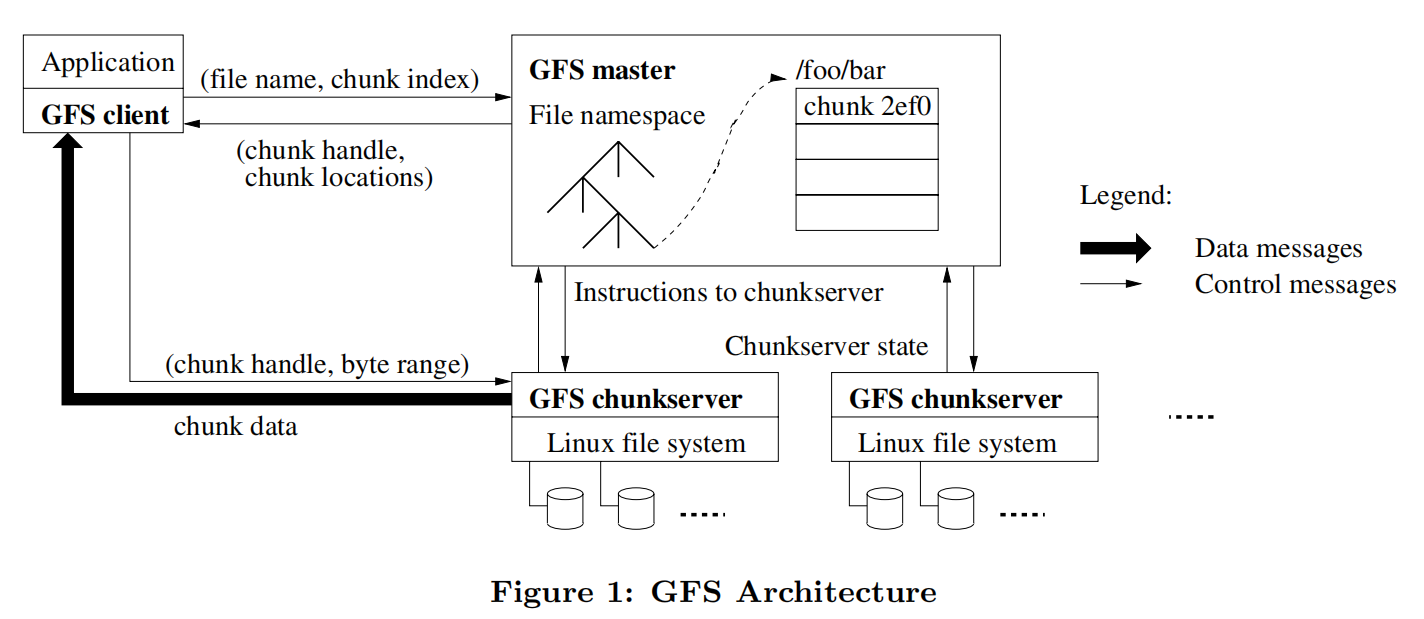 Application
GFS client
(file name, chunk index)
(chunk handle,
chunk locations)
GFS master
File namespace
/foo/bar
chunk 2ef0
Legend:
Data messages
Control messages
Instructions to chunkserver
Chunkserver state
(chunk handle, byte range)
chunk data
GFS chunkserver
Linux file system
GFS chunkserver
Linux file system
Figure 1: GFS Architecture